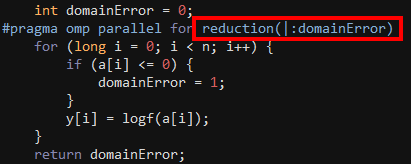 int domainError = 0;
#pragma omp parallel for reduction(|:domainError)
for (long i = 0; i < n; i++) {
if (a[i] <= 0) {
domainError = 1;
}
y[i] = logf(a[i]);
}
return domainError;